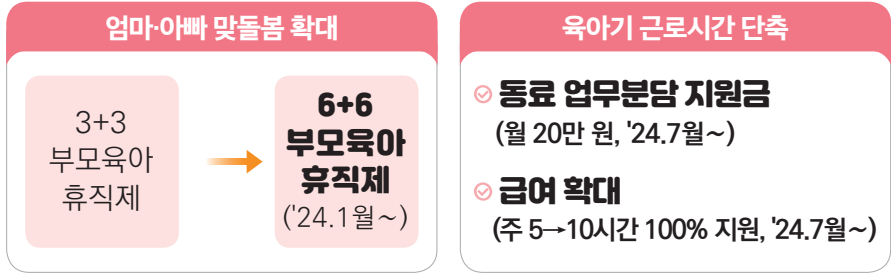 엄마·아빠 맞돌봄 확대
3+3
부모육아
휴직제
6+6
부모육아
휴직제
('24.1월~)
육아기 근로시간 단축
동료 업무분담 지원금
(월 20만 원, '24.7월~)
급여 확대
(주 5→10시간 100% 지원, '24.7월~)